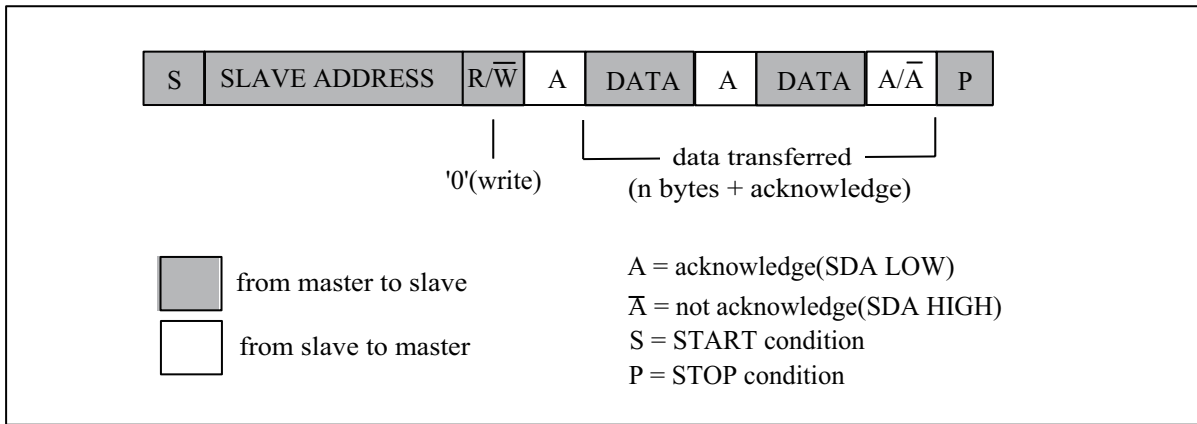 S SLAVE ADDRESS R/W̅ A DATA A DATA A/A̅ P
'0'(write)
data transferred
(n bytes + acknowledge)
from master to slave
from slave to master
A = acknowledge(SDA LOW)
A̅ = not acknowledge(SDA HIGH)
S = START condition
P = STOP condition